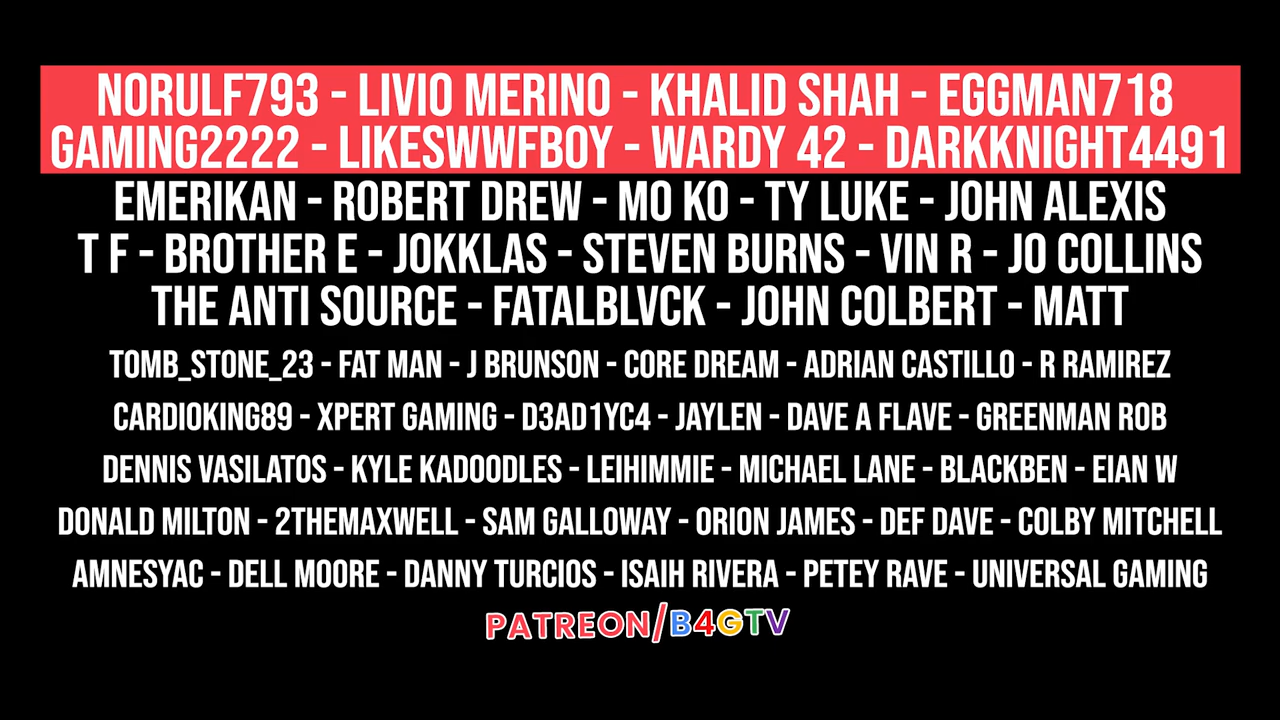 NORULF793 - LIVIO MERINO - KHALID SHAH - EGGMAN718
GAMING2222 - LIKESWWFBOY - WARDY 42 - DARKKNIGHT4491
EMERIKAN - ROBERT DREW - MO KO - TY LUKE - JOHN ALEXIS
T F - BROTHER E - JOKKLAS - STEVEN BURNS - VIN R - JO COLLINS
THE ANTI SOURCE - FATALBLVCK - JOHN COLBERT - MATT
TOMB_STONE_23 - FAT MAN - J BRUNSON - CORE DREAM - ADRIAN CASTILLO - R RAMIREZ
CARDIOKING89 - XPERT GAMING - D3AD1YC4 - JAYLEN - DAVE A FLAVE - GREENMAN ROB
DENNIS VASILATOS - KYLE KADOODLES - LEIHIMMIE - MICHAEL LANE - BLACKBEN - EIAN W
DONALD MILTON - 2THEMAXWELL - SAM GALLOWAY - ORION JAMES - DEF DAVE - COLBY MITCHELL
AMNESYAC - DELL MOORE - DANNY TURCIOS - ISAIH RIVERA - PETEY RAVE - UNIVERSAL GAMING
PATREON/B4GTV